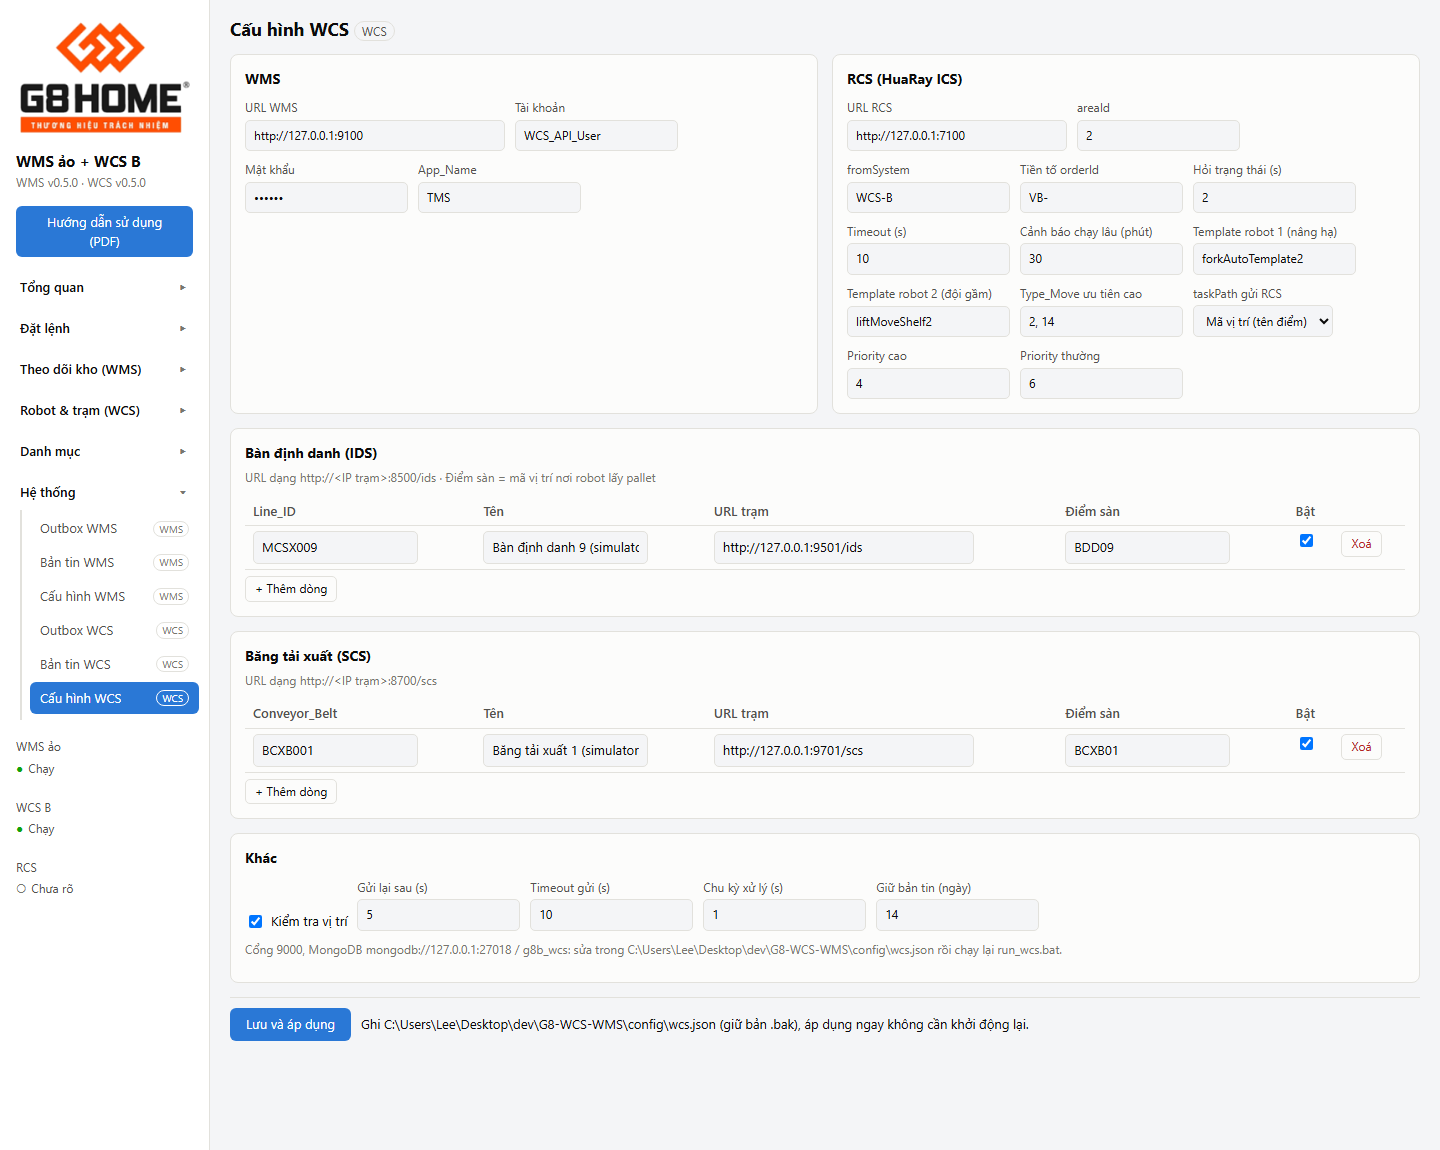 G8 HOME®
THƯƠNG HIỆU TRÁCH NHIỆM
WMS ảo + WCS B
WMS v0.5.0 · WCS v0.5.0
Hướng dẫn sử dụng
(PDF)
Tổng quan
Đặt lệnh
Theo dõi kho (WMS)
Robot & trạm (WCS)
Danh mục
Hệ thống
Outbox WMS WMS
Bản tin WMS WMS
Cấu hình WMS WMS
Outbox WCS WCS
Bản tin WCS WCS
Cấu hình WCS WCS
WMS ảo
Chạy
WCS B
Chạy
RCS
Chưa rõ
Cấu hình WCS WCS
WMS
URL WMS Tài khoản
http://127.0.0.1:9100 WCS_API_User
Mật khẩu App_Name
•••••• TMS
RCS (HuaRay ICS)
URL RCS areaId
http://127.0.0.1:7100 2
fromSystem Tiền tố orderId Hỏi trạng thái (s)
WCS-B VB- 2
Timeout (s) Cảnh báo chạy lâu (phút) Template robot 1 (nâng hạ)
10 30 forkAutoTemplate2
Template robot 2 (đội gầm) Type_Move ưu tiên cao taskPath gửi RCS
liftMoveShelf2 2, 14 Mã vị trí (tên điểm)
Priority cao Priority thường
4 6
Bàn định danh (IDS)
URL dạng http://<IP trạm>:8500/ids · Điểm sàn = mã vị trí nơi robot lấy pallet
Line_ID Tên URL trạm Điểm sàn Bật
MCSX009 Bàn định danh 9 (simulatc http://127.0.0.1:9501/ids BDD09 Xoá
+ Thêm dòng
Băng tải xuất (SCS)
URL dạng http://<IP trạm>:8700/scs
Conveyor_Belt Tên URL trạm Điểm sàn Bật
BCXB001 Băng tải xuất 1 (simulator http://127.0.0.1:9701/scs BCXB01 Xoá
+ Thêm dòng
Khác
Gửi lại sau (s) Timeout gửi (s) Chu kỳ xử lý (s) Giữ bản tin (ngày)
Kiểm tra vị trí 5 10 1 14
Cổng 9000, MongoDB mongodb://127.0.0.1:27018 / g8b_wcs: sửa trong C:\Users\Lee\Desktop\dev\G8-WCS-WMS\config\wcs.json rồi chạy lại run_wcs.bat.
Lưu và áp dụng Ghi C:\Users\Lee\Desktop\dev\G8-WCS-WMS\config\wcs.json (giữ bản .bak), áp dụng ngay không cần khởi động lại.